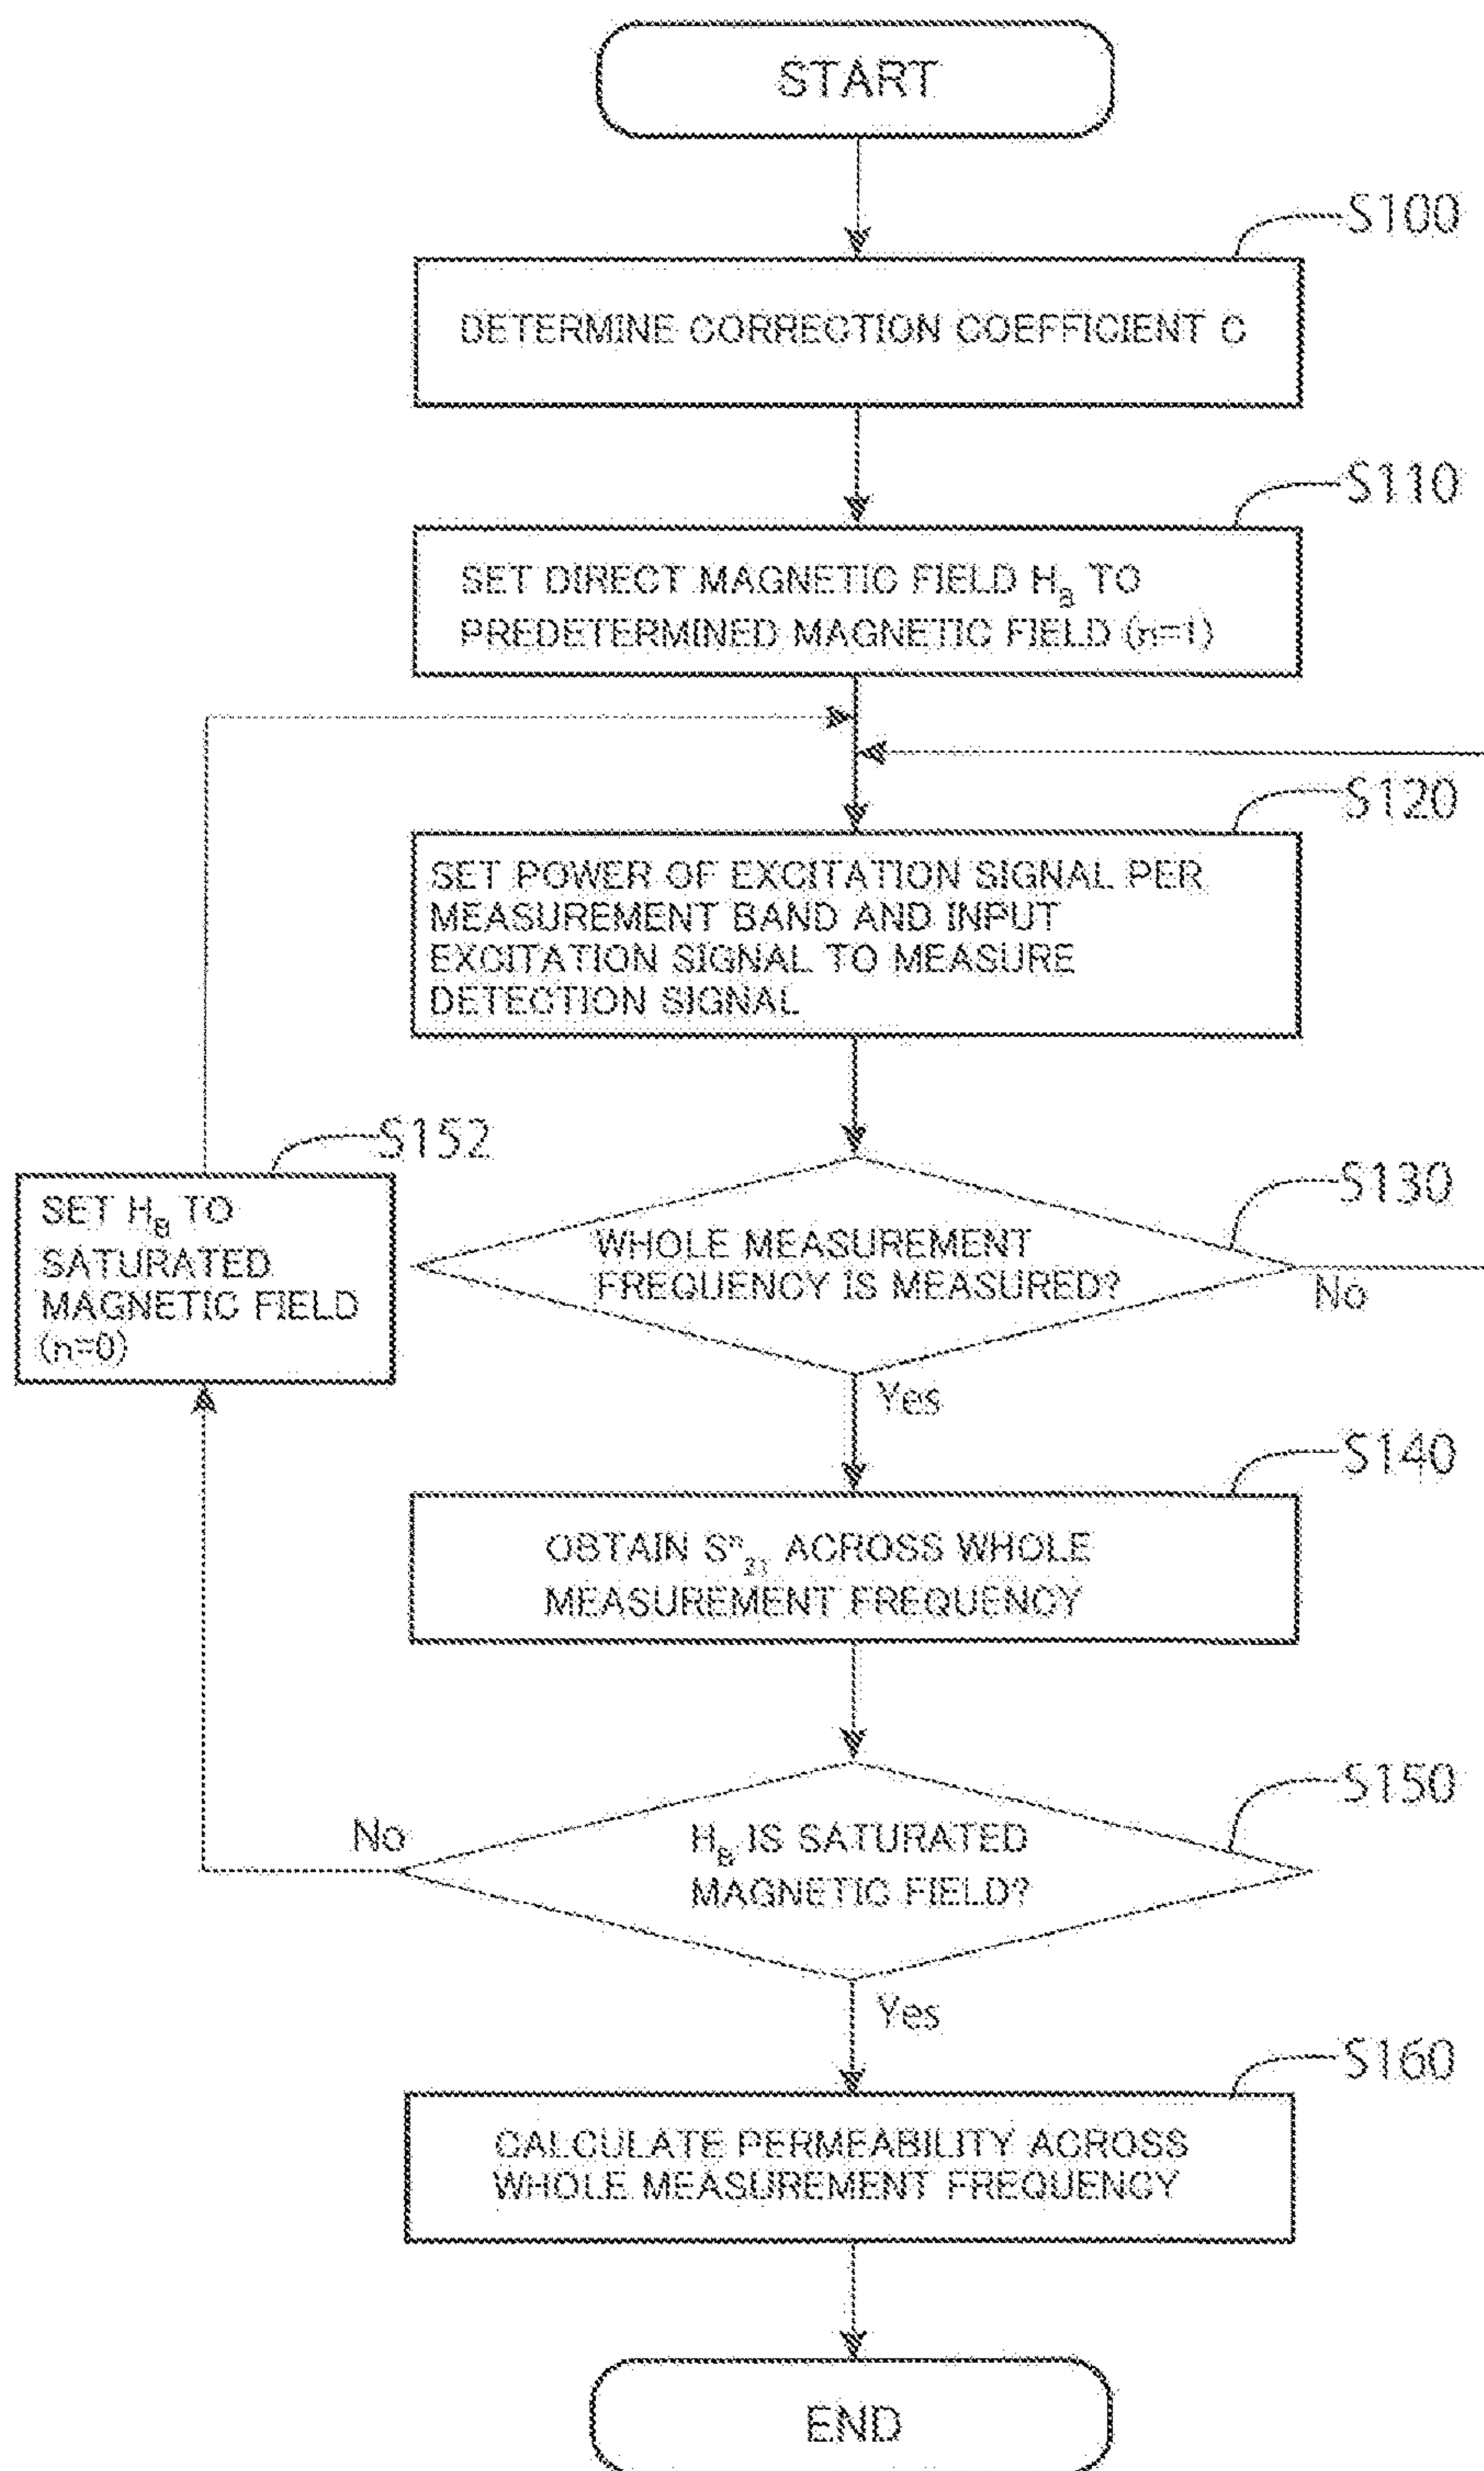 START
S100
DETERMINE CORRECTION COEFFICIENT C
S110
SET DIRECT MAGNETIC FIELD HB TO
PREDETERMINED MAGNETIC FIELD (n=1)
S120
SET POWER OF EXCITATION SIGNAL PER
MEASUREMENT BAND AND INPUT
EXCITATION SIGNAL TO MEASURE
DETECTION SIGNAL
S152
SET HB TO
SATURATED
MAGNETIC FIELD
(n=0)
S130
WHOLE MEASUREMENT
FREQUENCY IS MEASURED?
No
Yes
S140
OBTAIN Sn21 ACROSS WHOLE
MEASUREMENT FREQUENCY
S150
No
HB IS SATURATED
MAGNETIC FIELD?
Yes
S160
CALCULATE PERMEABILITY ACROSS
WHOLE MEASUREMENT FREQUENCY
END